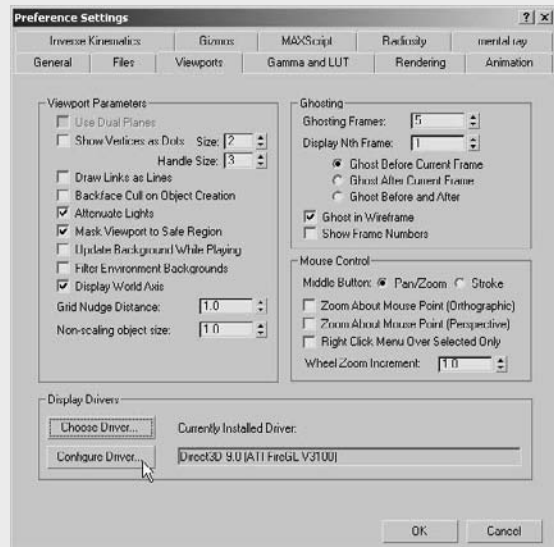 Preference Settings
Inverse Kinematics Gizmos MAXScript Radiosity mental ray
General Files Viewports Gamma and LUT Rendering Animation
Viewport Parameters
Use Dual Planes
Show Vertices as Dots Size: 2
Handle Size: 3
Draw Links as Lines
Backface Cull on Object Creation
Attenuate Lights
Mask Viewport to Safe Region
Update Background While Playing
Filter Environment Backgrounds
Display World Axis
Grid Nudge Distance: 1.0
Non-scaling object size: 1.0
Ghosting
Ghosting Frames: 5
Display Nth Frame: 1
Ghost Before Current Frame
Ghost After Current Frame
Ghost Before and After
Ghost in Wireframe
Show Frame Numbers
Mouse Control
Middle Button: Pan/Zoom Stroke
Zoom About Mouse Point (Orthographic)
Zoom About Mouse Point (Perspective)
Right Click Menu Over Selected Only
Wheel Zoom Increment: 1.0
Display Drivers
Choose Driver... Currently Installed Driver:
Configure Driver... Direct3D 9.0 (ATI FireGL V3100)
OK Cancel